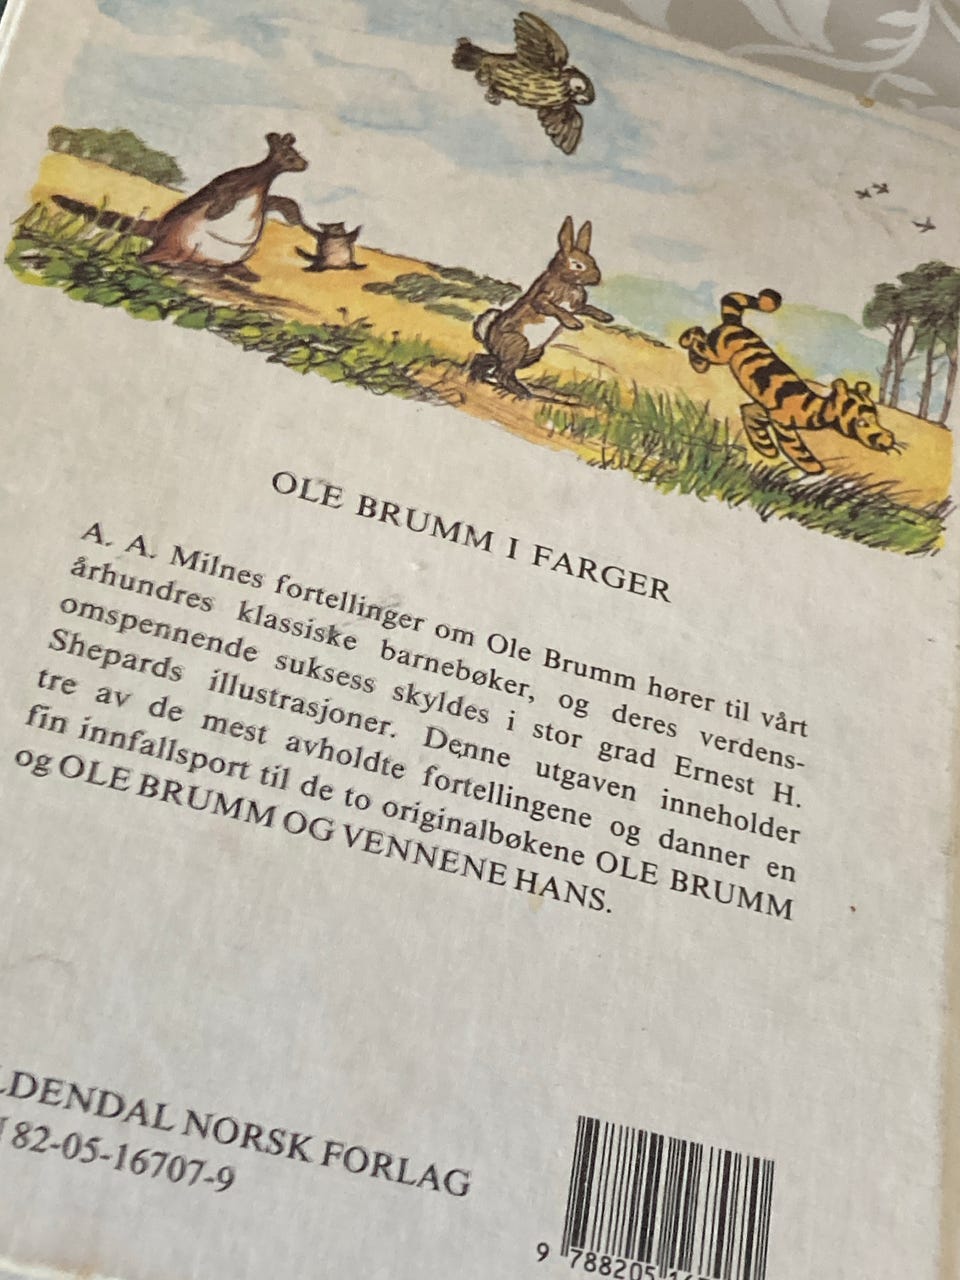 OLE BRUMM I FARGER
A. A. Milnes fortellinger om Ole Brumm hører til vårt
århundres klassiske barnebøker, og deres verdens-
omspennende suksess skyldes i stor grad Ernest H.
Shepards illustrasjoner. Denne utgaven inneholder
tre av de mest avholdte fortellingene og danner en
fin innfallsport til de to originalbøkene OLE BRUMM
og OLE BRUMM OG VENNENE HANS.
LDENDAL NORSK FORLAG
82-05-16707-9
9 788205